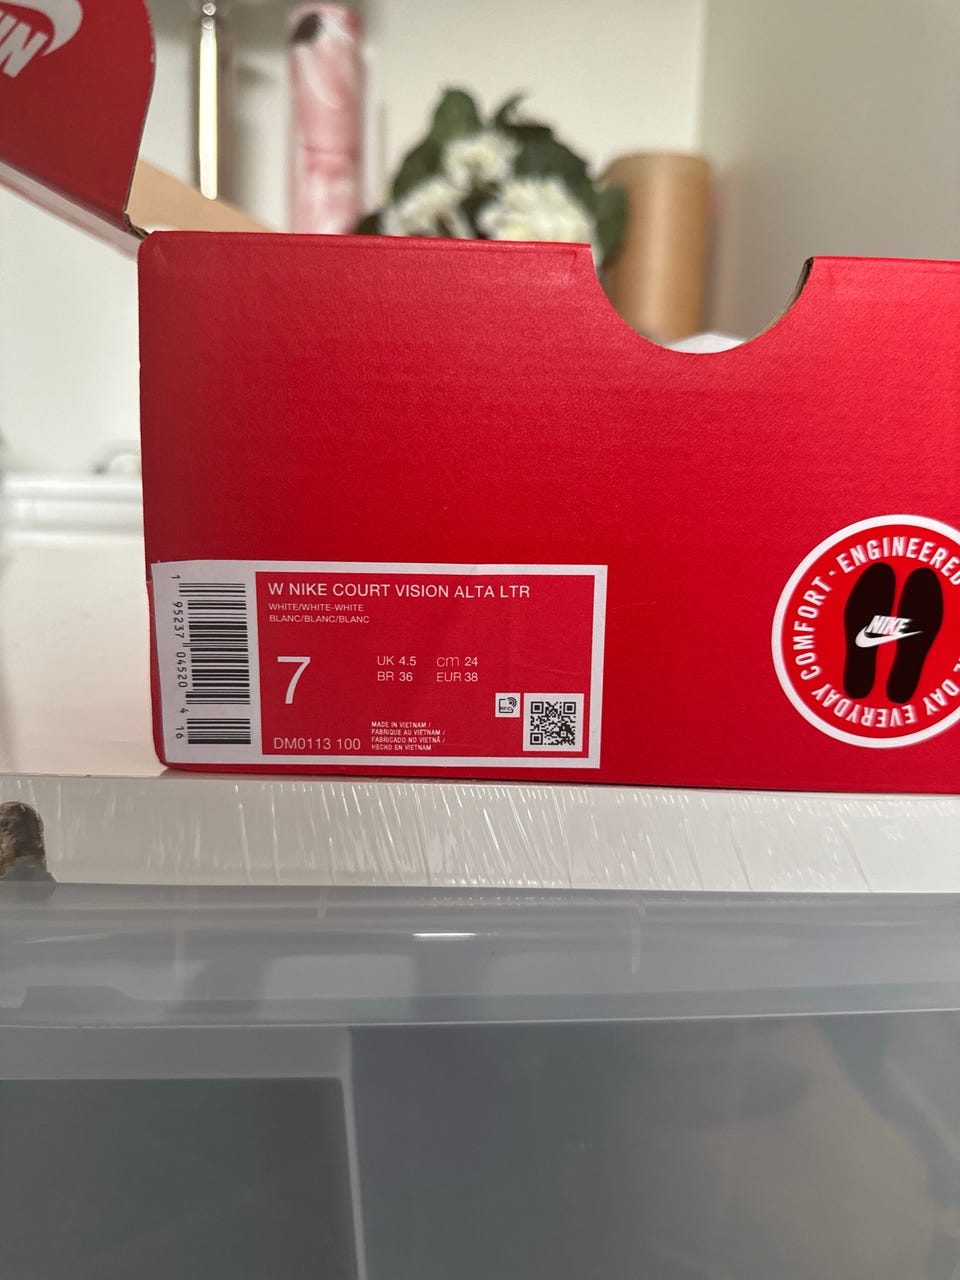 W NIKE COURT VISION ALTA LTR
WHITE/WHITE-WHITE
BLANC/BLANC/BLANC
7
UK 4.5 cm 24
BR 36 EUR 38
MADE IN VIETNAM /
FABRIQUE AU VIETNAM /
FABRICADO NO VIETNÃ /
HECHO EN VIETNAM
DM0113 100
1 95237 04520 4 16
COMFORT · ENGINEERED
DAY EVERYDAY
NIKE